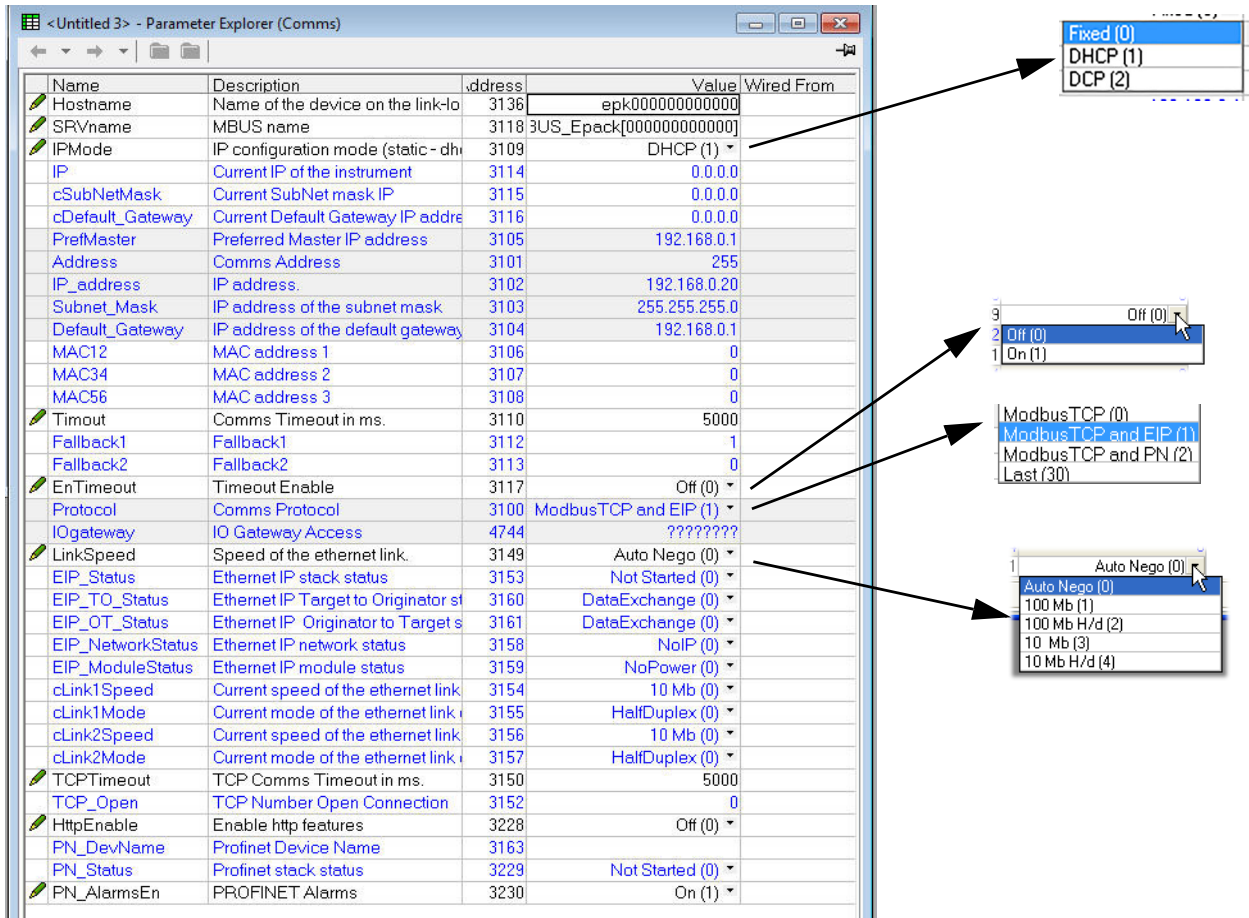 <Untitled 3> - Parameter Explorer (Comms)
Name Description ddress Value Wired From
Hostname Name of the device on the link-lo 3136 epk000000000000
SRVname MBUS name 3118 BUS_Epack[000000000000]
IPMode IP configuration mode (static - dh 3109 DHCP (1)
IP Current IP of the instrument 3114 0.0.0.0
cSubNetMask Current SubNet mask IP 3115 0.0.0.0
cDefault_Gateway Current Default Gateway IP addre 3116 0.0.0.0
PrefMaster Preferred Master IP address 3105 192.168.0.1
Address Comms Address 3101 255
IP_address IP address. 3102 192.168.0.20
Subnet_Mask IP address of the subnet mask 3103 255.255.255.0
Default_Gateway IP address of the default gateway 3104 192.168.0.1
MAC12 MAC address 1 3106 0
MAC34 MAC address 2 3107 0
MAC56 MAC address 3 3108 0
Timout Comms Timeout in ms. 3110 5000
Fallback1 Fallback1 3112 1
Fallback2 Fallback2 3113 0
EnTimeout Timeout Enable 3117 Off (0)
Protocol Comms Protocol 3100 ModbusTCP and EIP (1)
IOgateway IO Gateway Access 4744 ????????
LinkSpeed Speed of the ethernet link. 3149 Auto Nego (0)
EIP_Status Ethernet IP stack status 3153 Not Started (0)
EIP_TO_Status Ethernet IP Target to Originator st 3160 DataExchange (0)
EIP_OT_Status Ethernet IP Originator to Target s 3161 DataExchange (0)
EIP_NetworkStatus Ethernet IP network status 3158 NoIP (0)
EIP_ModuleStatus Ethernet IP module status 3159 NoPower (0)
cLink1Speed Current speed of the ethernet link 3154 10 Mb (0)
cLink1Mode Current mode of the ethernet link 3155 HalfDuplex (0)
cLink2Speed Current speed of the ethernet link 3156 10 Mb (0)
cLink2Mode Current mode of the ethernet link 3157 HalfDuplex (0)
TCPTimeout TCP Comms Timeout in ms. 3150 5000
TCP_Open TCP Number Open Connection 3152 0
HttpEnable Enable http features 3228 Off (0)
PN_DevName Profinet Device Name 3163
PN_Status Profinet stack status 3229 Not Started (0)
PN_AlarmsEn PROFINET Alarms 3230 On (1)
Fixed (0)
DHCP (1)
DCP (2)
9 Off (0)
2 Off (0)
1 On (1)
ModbusTCP (0)
ModbusTCP and EIP (1)
ModbusTCP and PN (2)
Last (30)
1 Auto Nego (0)
Auto Nego (0)
100 Mb (1)
100 Mb H/d (2)
10 Mb (3)
10 Mb H/d (4)